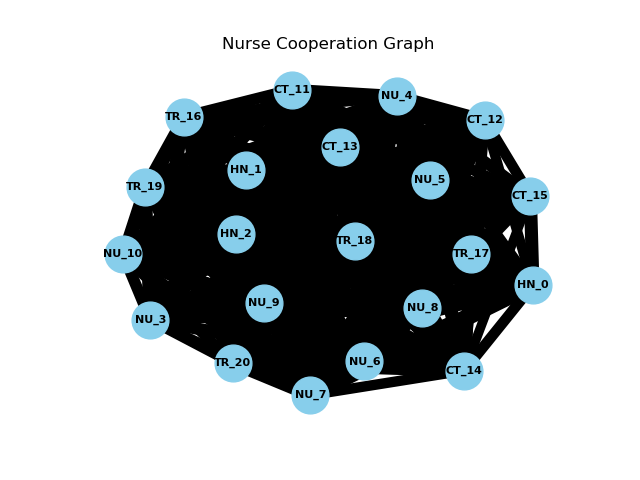 Nurse Cooperation Graph
CT_11
NU_4
TR_16
CT_12
CT_13
HN_1
NU_5
TR_19
CT_15
HN_2
TR_18
NU_10
TR_17
HN_0
NU_9
NU_8
NU_3
TR_20
NU_6
CT_14
NU_7